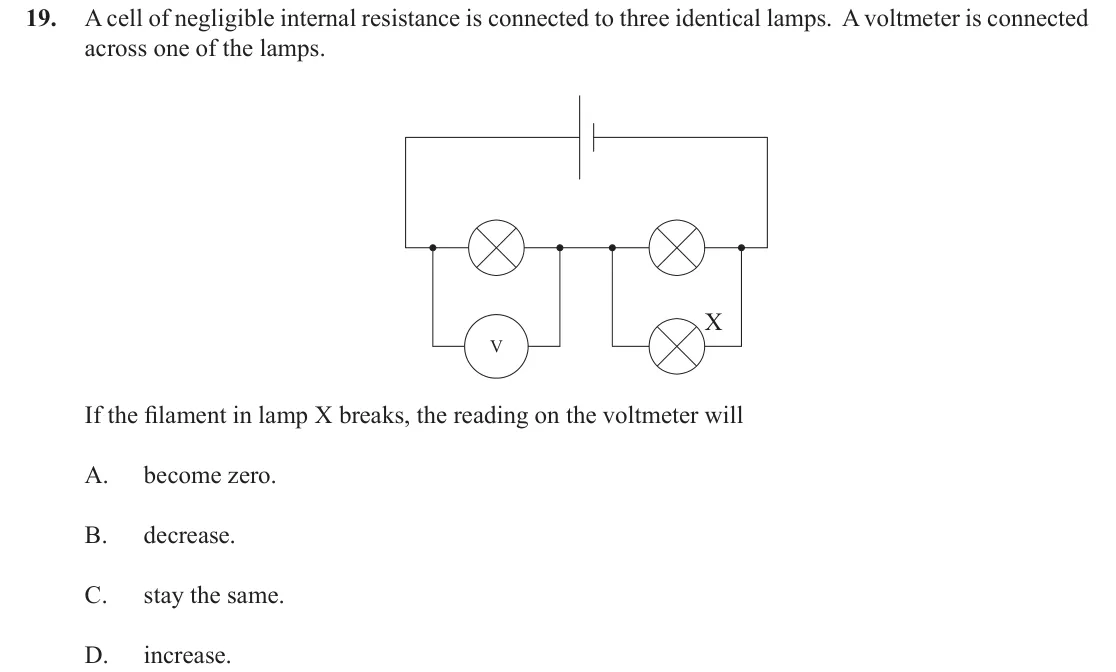 19. A cell of negligible internal resistance is connected to three identical lamps. A voltmeter is connected
across one of the lamps.
X
V
If the filament in lamp X breaks, the reading on the voltmeter will
A. become zero.
B. decrease.
C. stay the same.
D. increase.